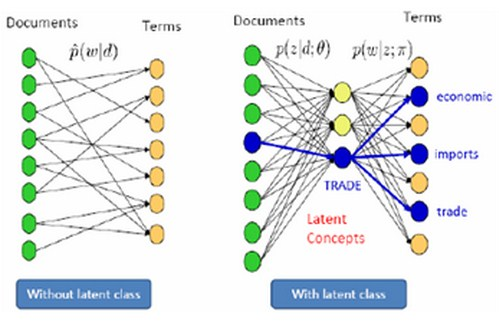 Documents
Terms
p̂(w|d)
Without latent class
Documents
Terms
p(z|d;θ)
p(w|z;π)
economic
imports
trade
TRADE
Latent
Concepts
With latent class